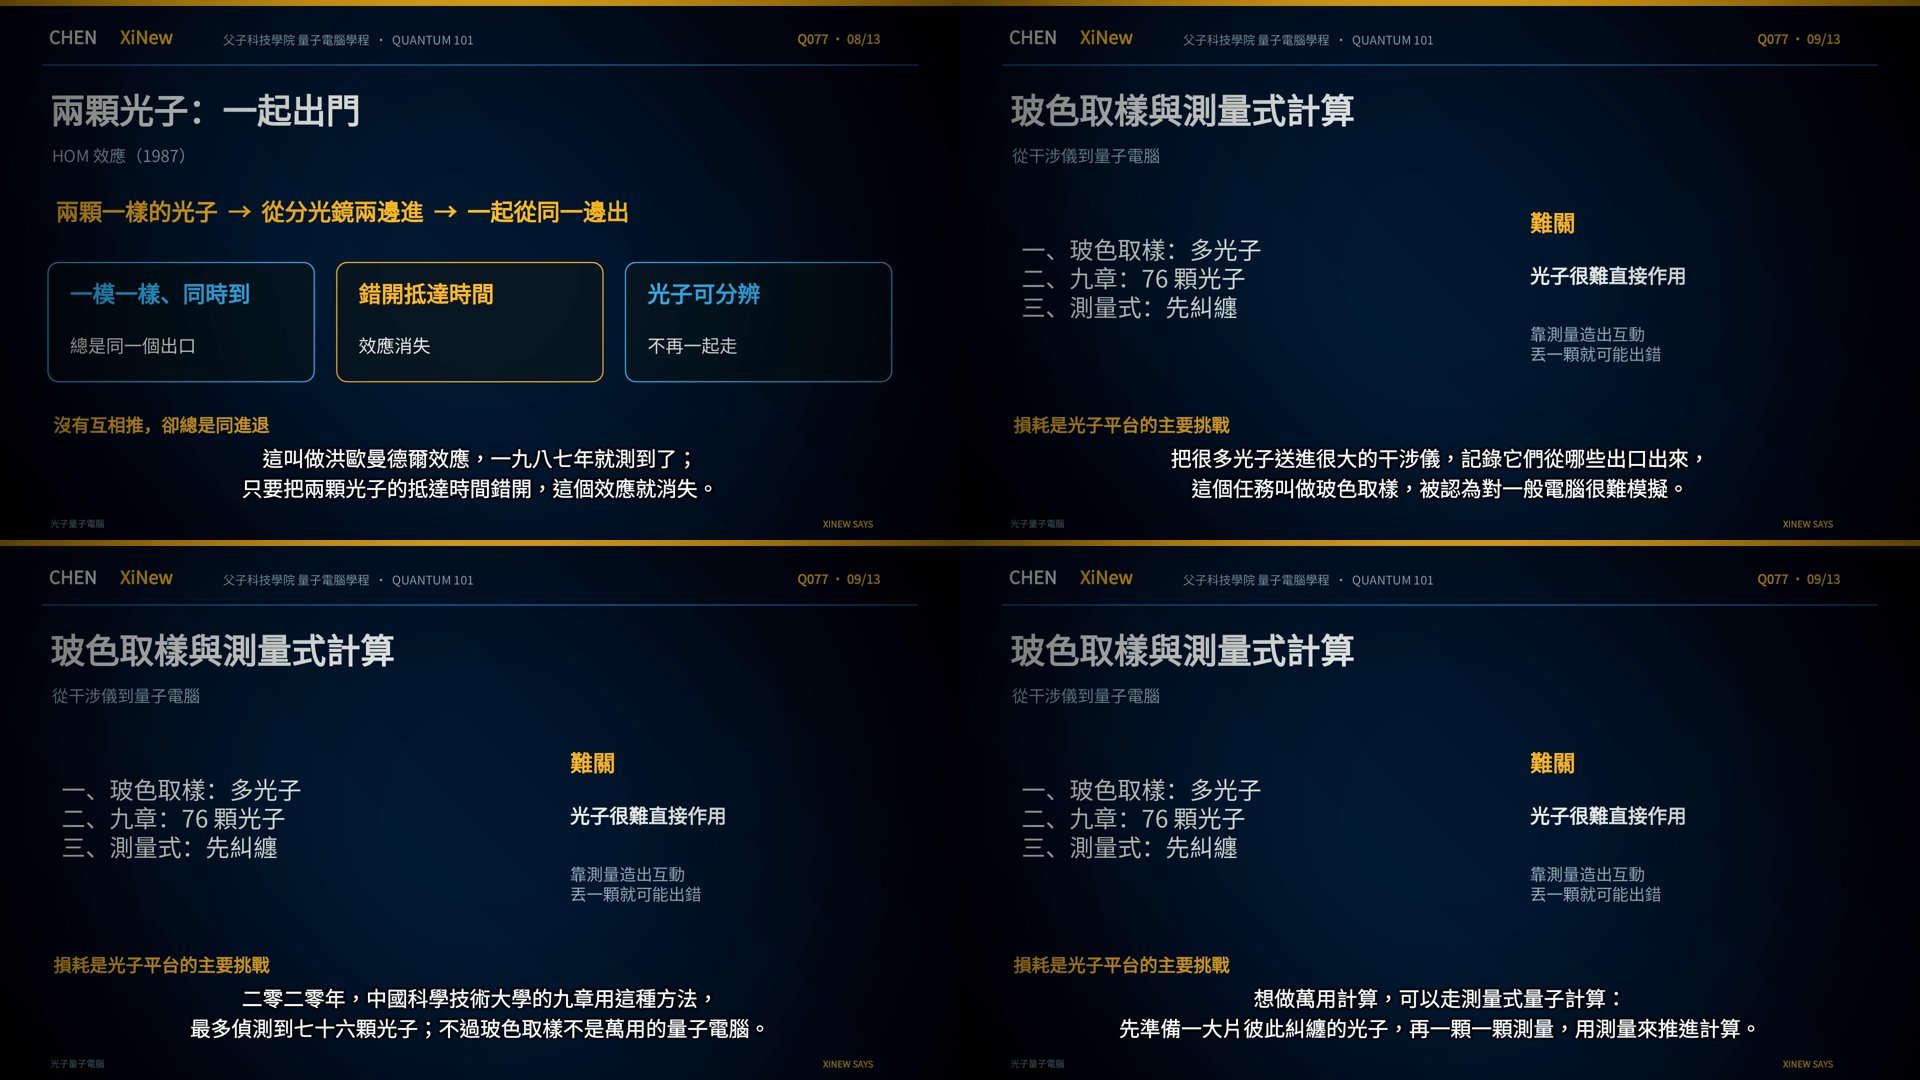 CHEN XiNew 父子科技學院 量子電腦學程 · QUANTUM 101 Q077 · 08/13
兩顆光子：一起出門
HOM 效應（1987）
兩顆一樣的光子 → 從分光鏡兩邊進 → 一起從同一邊出
一模一樣、同時到
總是同一個出口
錯開抵達時間
效應消失
光子可分辨
不再一起走
沒有互相推，卻總是同進退
這叫做洪歐曼德爾效應，一九八七年就測到了；
只要把兩顆光子的抵達時間錯開，這個效應就消失。
光子量子電腦 XINEW SAYS
CHEN XiNew 父子科技學院 量子電腦學程 · QUANTUM 101 Q077 · 09/13
玻色取樣與測量式計算
從干涉儀到量子電腦
一、玻色取樣：多光子
二、九章：76 顆光子
三、測量式：先糾纏
難關
光子很難直接作用
靠測量造出互動
丟一顆就可能出錯
損耗是光子平台的主要挑戰
把很多光子送進很大的干涉儀，記錄它們從哪些出口出來，
這個任務叫做玻色取樣，被認為對一般電腦很難模擬。
光子量子電腦 XINEW SAYS
CHEN XiNew 父子科技學院 量子電腦學程 · QUANTUM 101 Q077 · 09/13
玻色取樣與測量式計算
從干涉儀到量子電腦
一、玻色取樣：多光子
二、九章：76 顆光子
三、測量式：先糾纏
難關
光子很難直接作用
靠測量造出互動
丟一顆就可能出錯
損耗是光子平台的主要挑戰
二零二零年，中國科學技術大學的九章用這種方法，
最多偵測到七十六顆光子；不過玻色取樣不是萬用的量子電腦。
光子量子電腦 XINEW SAYS
CHEN XiNew 父子科技學院 量子電腦學程 · QUANTUM 101 Q077 · 09/13
玻色取樣與測量式計算
從干涉儀到量子電腦
一、玻色取樣：多光子
二、九章：76 顆光子
三、測量式：先糾纏
難關
光子很難直接作用
靠測量造出互動
丟一顆就可能出錯
損耗是光子平台的主要挑戰
想做萬用計算，可以走測量式量子計算：
先準備一大片彼此糾纏的光子，再一顆一顆測量，用測量來推進計算。
光子量子電腦 XINEW SAYS